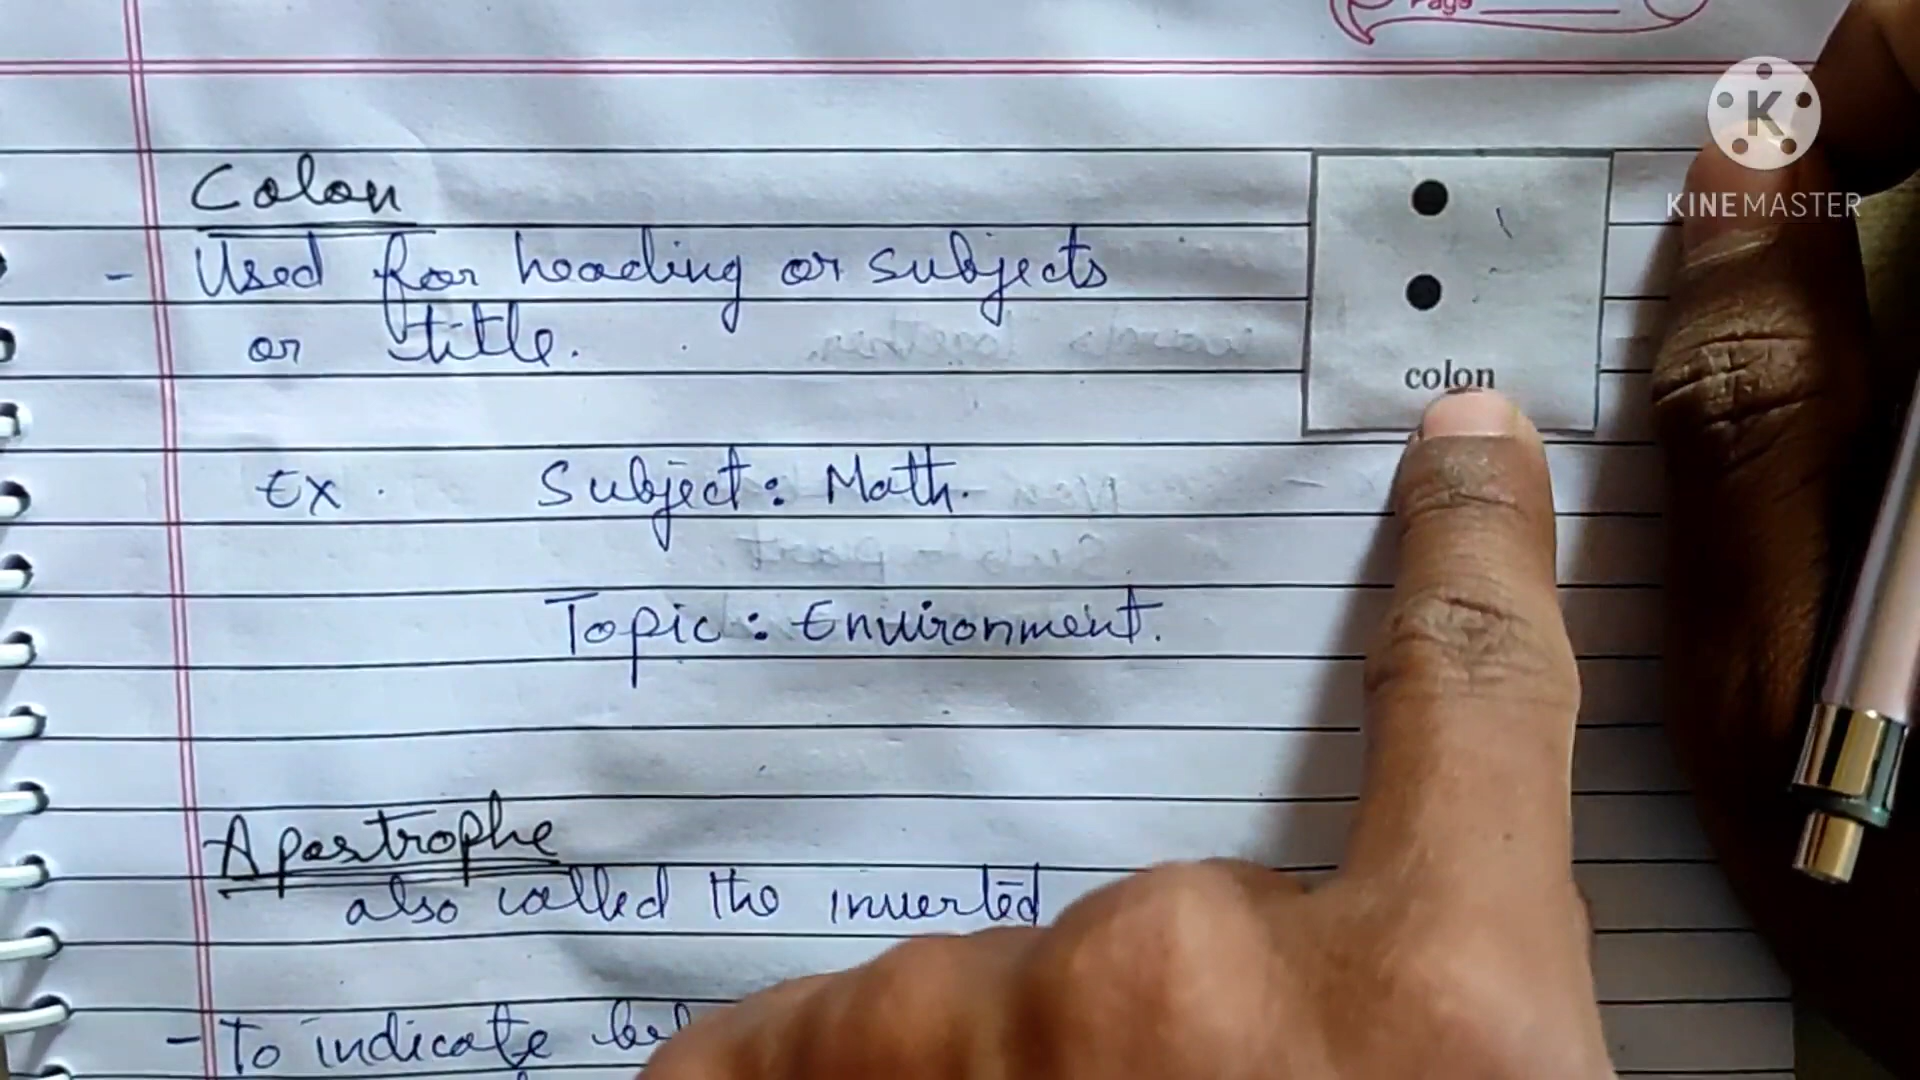 Page
K
KINEMASTER
Colon
- Used for heading or subjects
or title.
colon
Ex. Subject: Math.
Topic: Environment.
Apostrophe
also called the inverted
- To indicate